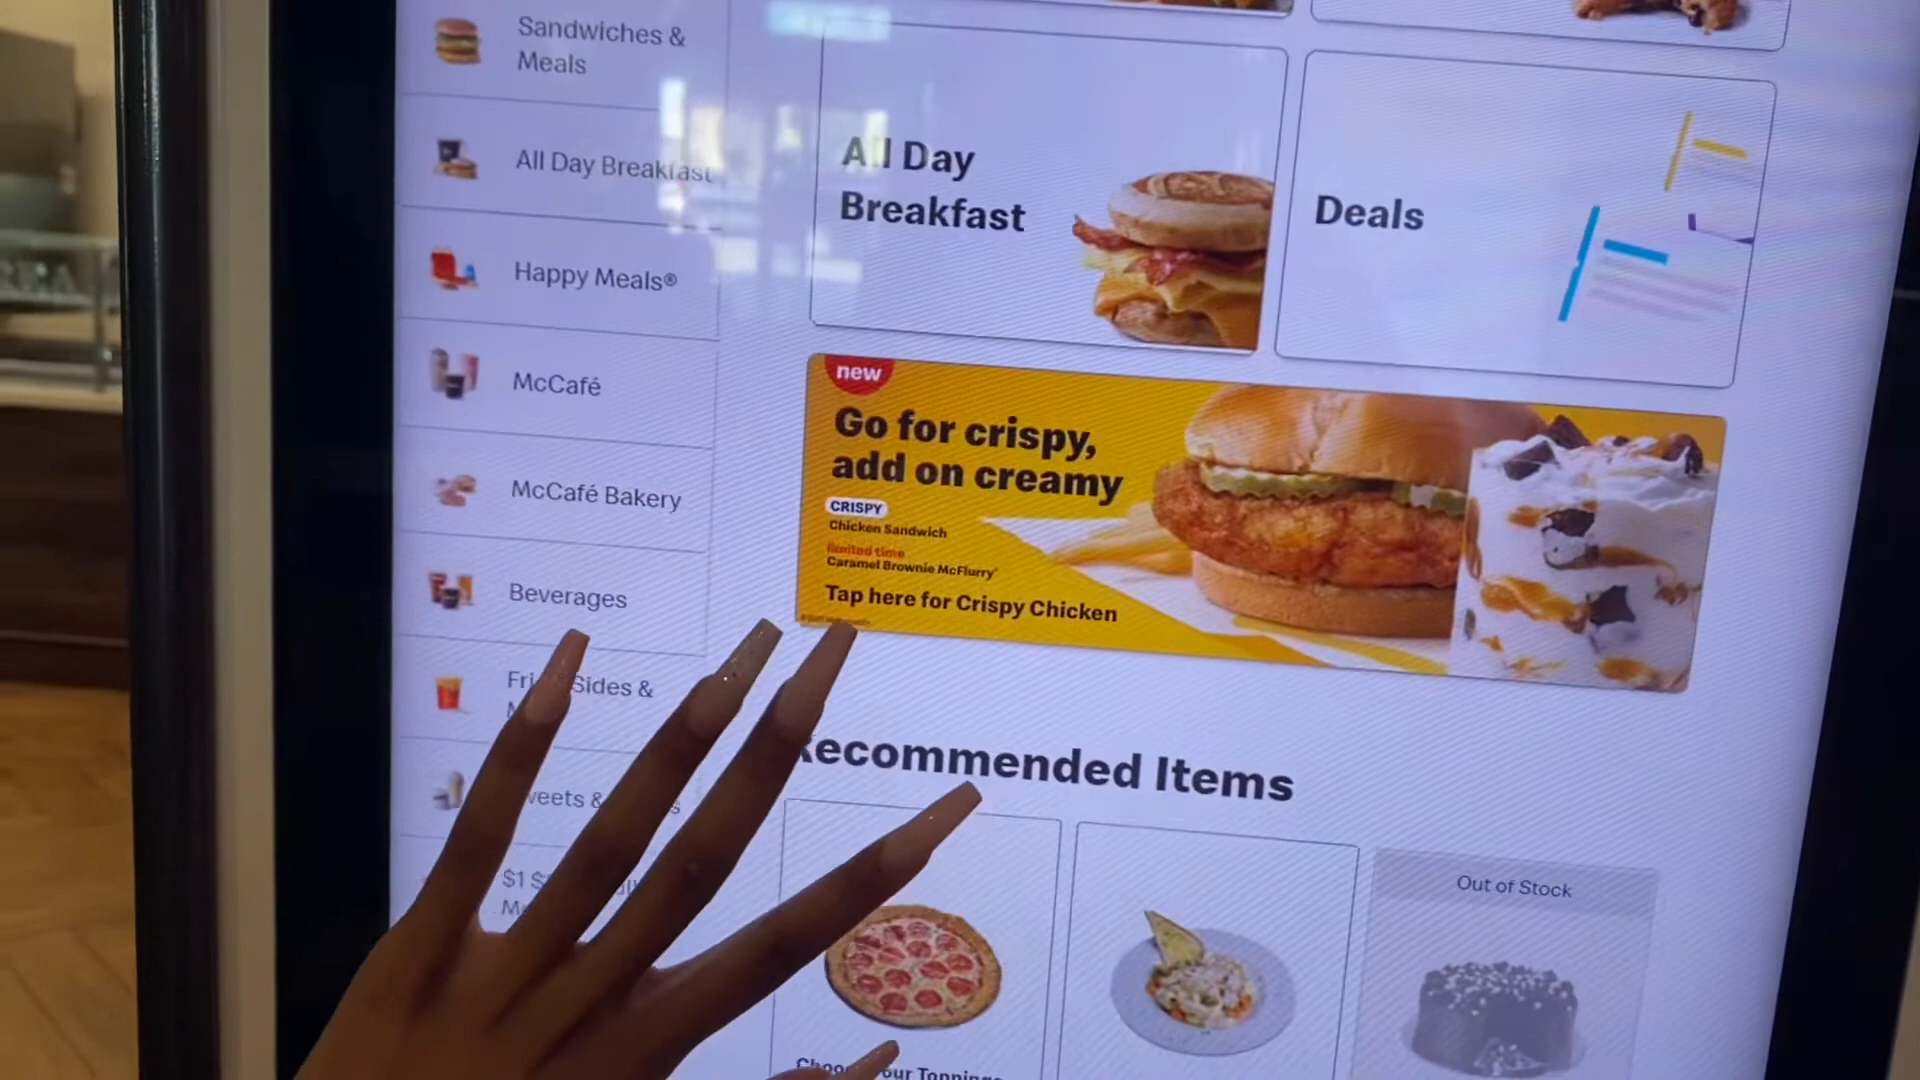 Sandwiches &
Meals
All Day Breakfast
Happy Meals®
McCafé
McCafé Bakery
Beverages
Sides &
$1 $
All Day
Breakfast
Deals
new
Go for crispy,
add on creamy
CRISPY
Chicken Sandwich
limited time
Caramel Brownie McFlurry®
Tap here for Crispy Chicken
Recommended Items
Out of Stock